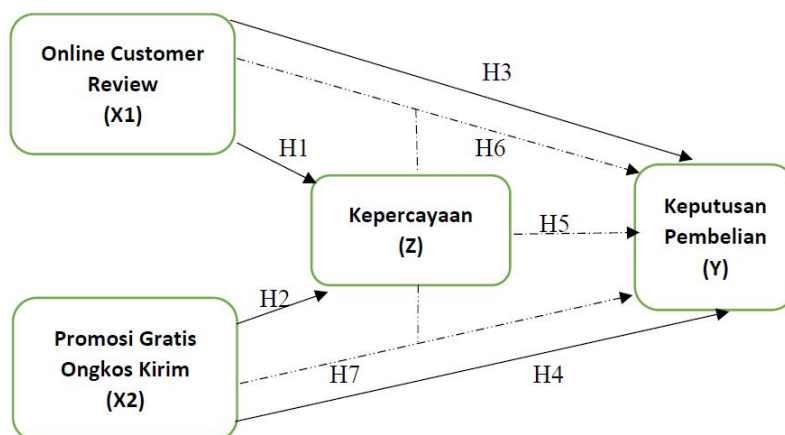 Online Customer
Review
(X1)
H3
H1
H6
Kepercayaan
(Z)
H5
Keputusan
Pembelian
(Y)
H2
Promosi Gratis
Ongkos Kirim
(X2)
H7
H4